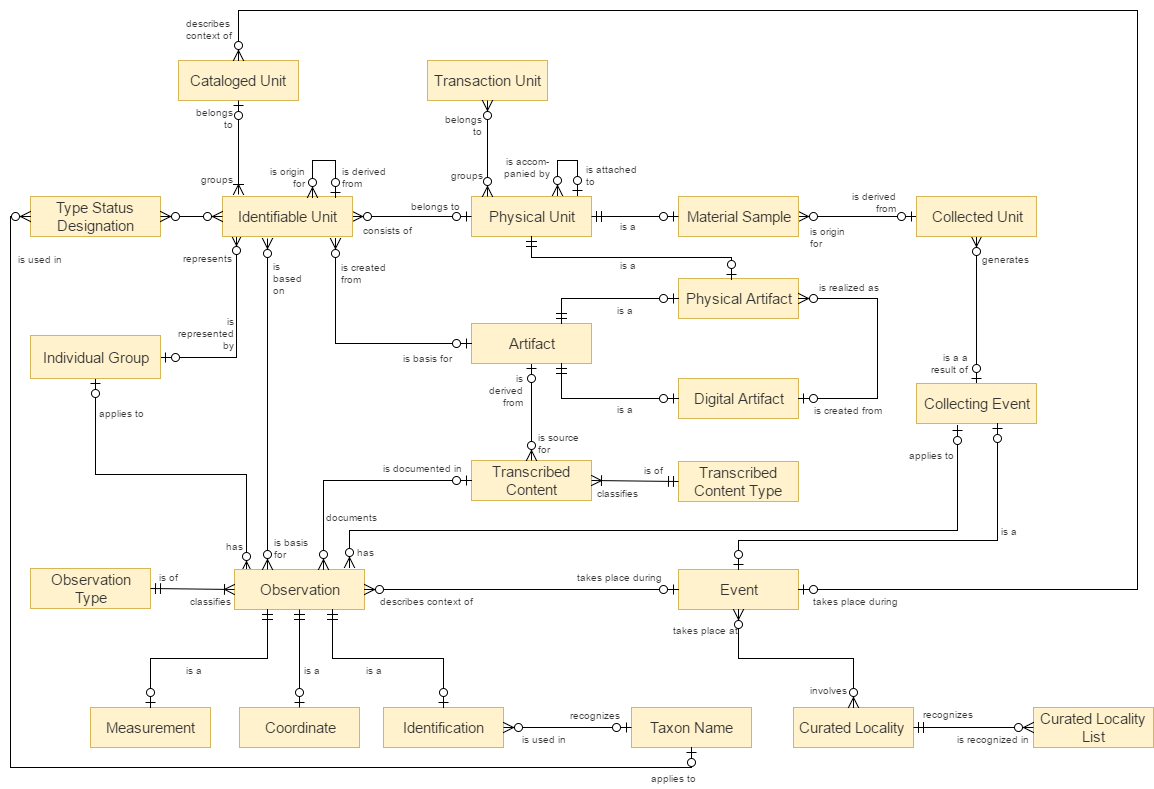 describes
context of
Cataloged Unit
Transaction Unit
belongs
to
belongs
to
groups
is origin
for
is derived
from
groups
is accom-
panied by
is attached
to
Type Status
Designation
Identifiable Unit
belongs to
consists of
Physical Unit
is a
Material Sample
is derived
from
is origin
for
Collected Unit
is used in
represents
is
based
on
is created
from
is a
generates
Physical Artifact
is realized as
is a
is
represented
by
Individual Group
Artifact
is basis for
is a a
result of
is
derived
from
is a
Digital Artifact
is created from
Collecting Event
applies to
is source
for
applies to
is documented in
Transcribed
Content
is of
classifies
Transcribed
Content Type
documents
is a
has
is basis
for
has
Observation
Type
is of
classifies
Observation
takes place during
describes context of
Event
takes place during
takes place at
is a
is a
is a
involves
Measurement
Coordinate
Identification
recognizes
is used in
Taxon Name
Curated Locality
recognizes
is recognized in
Curated Locality
List
applies to